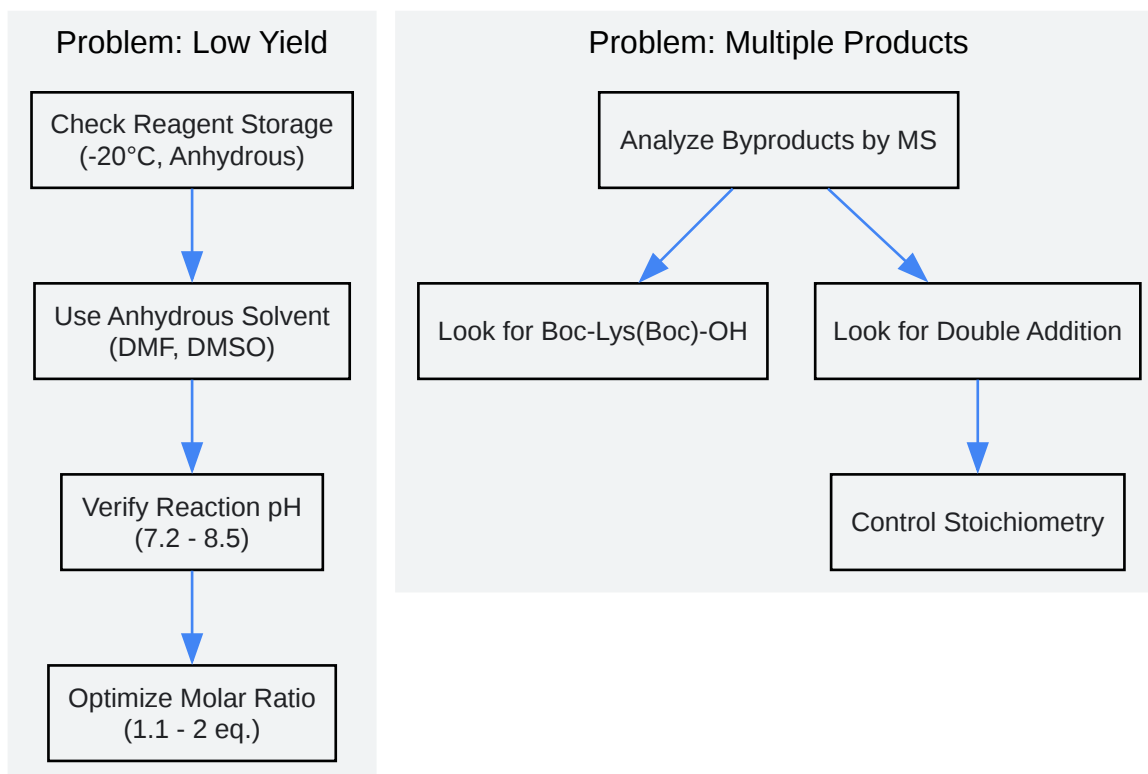 Problem: Low Yield
Check Reagent Storage
(-20°C, Anhydrous)
Use Anhydrous Solvent
(DMF, DMSO)
Verify Reaction pH
(7.2 - 8.5)
Optimize Molar Ratio
(1.1 - 2 eq.)
Problem: Multiple Products
Analyze Byproducts by MS
Look for Boc-Lys(Boc)-OH
Look for Double Addition
Control Stoichiometry